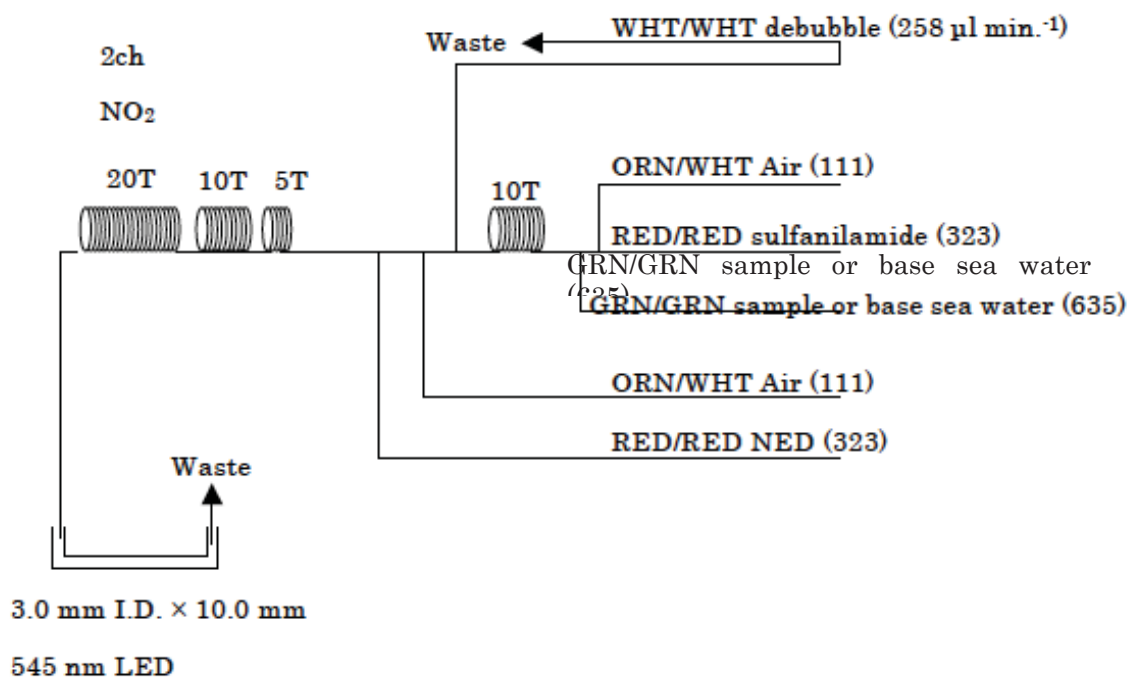 WHT/WHT debubble (258 µl min.⁻¹)
Waste
2ch
NO₂
20T 10T 5T
10T
ORN/WHT Air (111)
RED/RED sulfanilamide (323)
GRN/GRN sample or base sea water
(635)
GRN/GRN sample or base sea water (635)
ORN/WHT Air (111)
RED/RED NED (323)
Waste
3.0 mm I.D. × 10.0 mm
545 nm LED